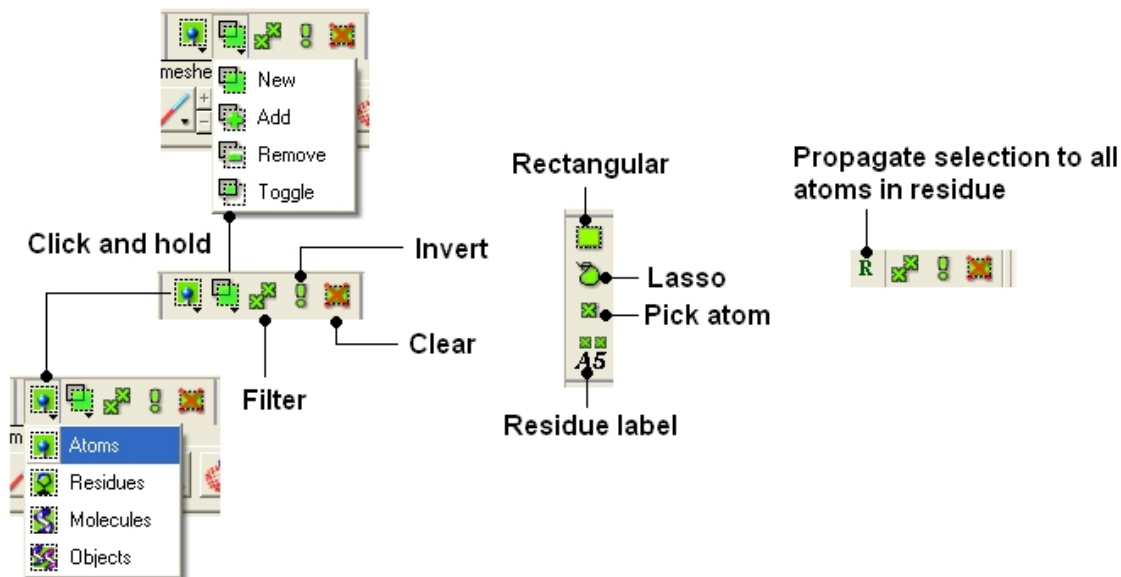 meshe
New
Add
Remove
Toggle
Click and hold
Invert
Clear
Filter
m
Atoms
Residues
Molecules
Objects
Rectangular
Lasso
Pick atom
A5
Residue label
Propagate selection to all
atoms in residue
R